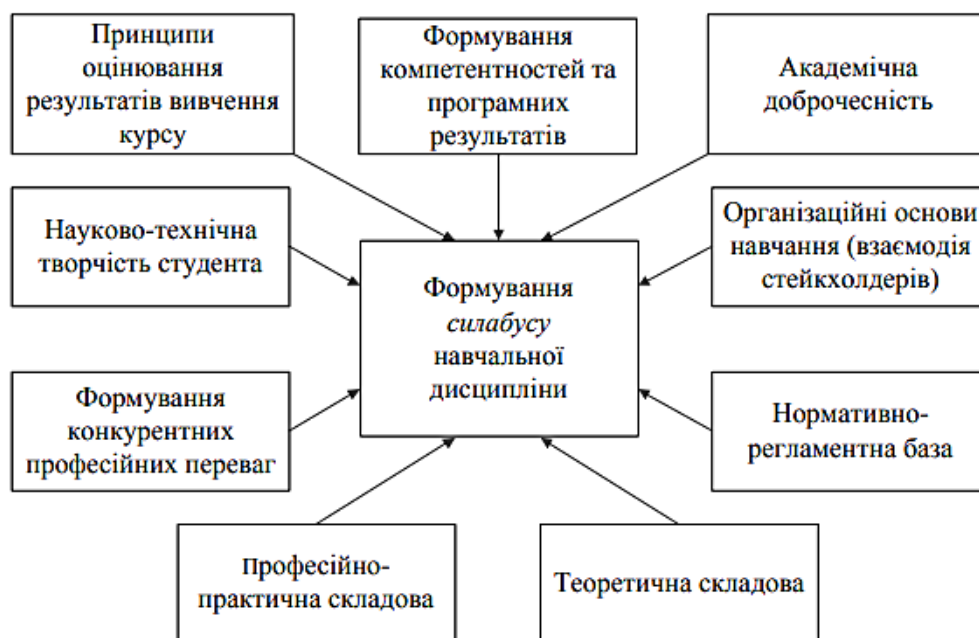 Принципи
оцінювання
результатів вивчення
курсу
Формування
компетентностей та
програмних
результатів
Академічна
доброчесність
Науково-технічна
творчість студента
Формування
силабусу
навчальної
дисципліни
Організаційні основи
навчання (взаємодія
стейкхолдерів)
Формування
конкурентних
професійних переваг
Нормативно-
регламентна база
Професійно-
практична складова
Теоретична складова